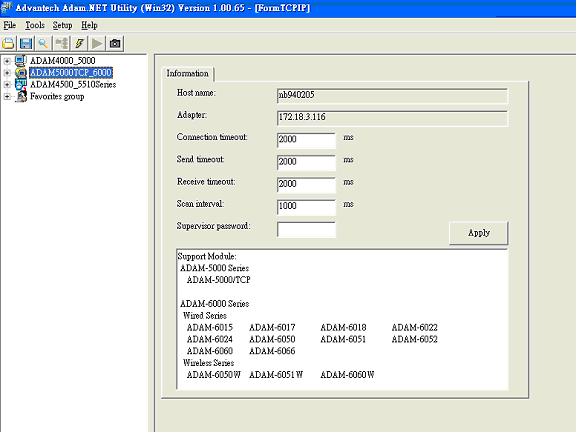 Advantech Adam.NET Utility (Win32) Version 1.00.65 - [FormTCPIP]
File Tools Setup Help
ADAM4000_5000
ADAM5000TCP_6000
ADAM4500_5510Series
Favorites group
Information
Host name: nb940205
Adapter: 172.18.3.116
Connection timeout: 2000 ms
Send timeout: 2000 ms
Receive timeout: 2000 ms
Scan interval: 1000 ms
Supervisor password:
Apply
Support Module:
ADAM-5000 Series
ADAM-5000/TCP
ADAM-6000 Series
Wired Series
ADAM-6015 ADAM-6017 ADAM-6018 ADAM-6022
ADAM-6024 ADAM-6050 ADAM-6051 ADAM-6052
ADAM-6060 ADAM-6066
Wireless Series
ADAM-6050W ADAM-6051W ADAM-6060W